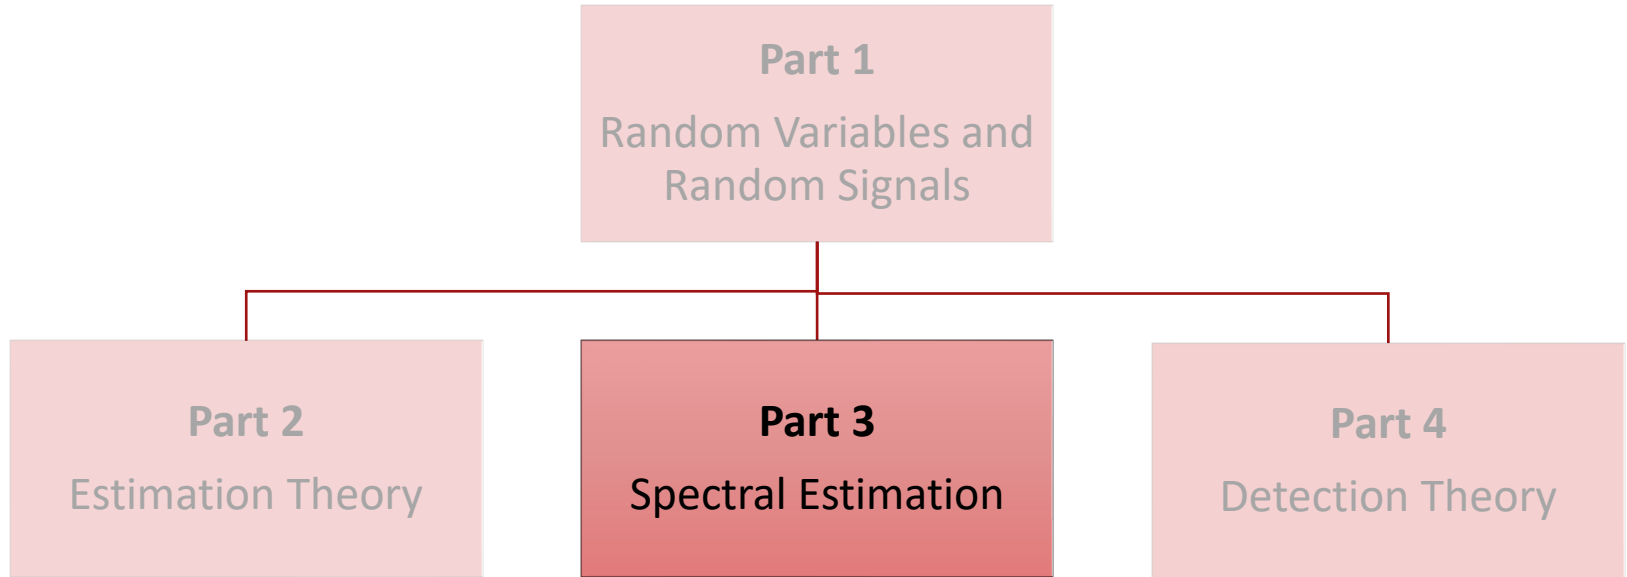 Part 1
Random Variables and
Random Signals
Part 2
Estimation Theory
Part 3
Spectral Estimation
Part 4
Detection Theory